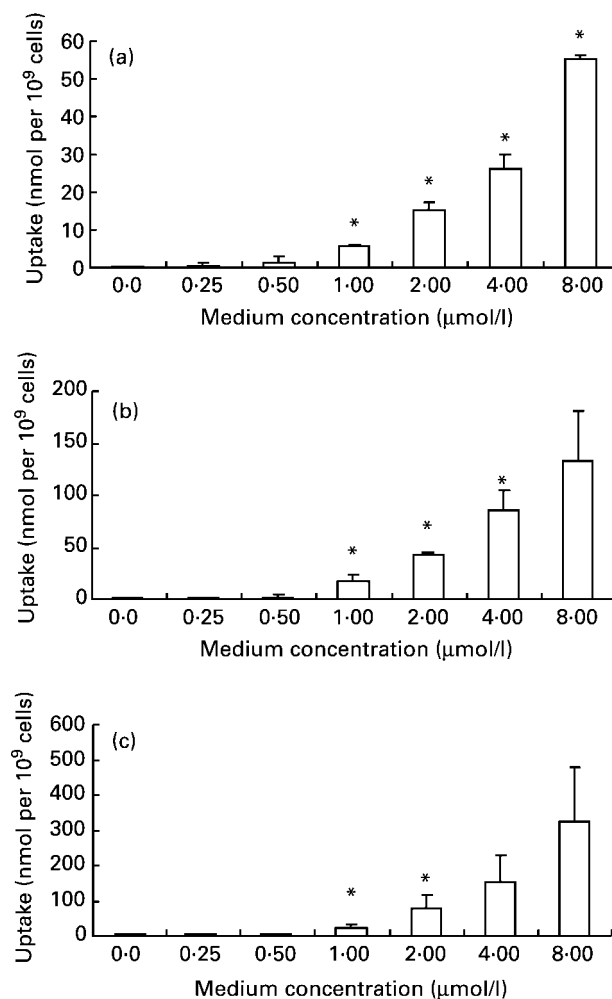 (a)
Uptake (nmol per 10⁹ cells)
60
50
40
30
20
10
0
*
*
*
*
0·0 0·25 0·50 1·00 2·00 4·00 8·00
Medium concentration (μmol/l)
(b)
Uptake (nmol per 10⁹ cells)
200
150
100
50
0
*
*
*
0·0 0·25 0·50 1·00 2·00 4·00 8·00
Medium concentration (μmol/l)
(c)
Uptake (nmol per 10⁹ cells)
600
500
400
300
200
100
0
*
*
0·0 0·25 0·50 1·00 2·00 4·00 8·00
Medium concentration (μmol/l)